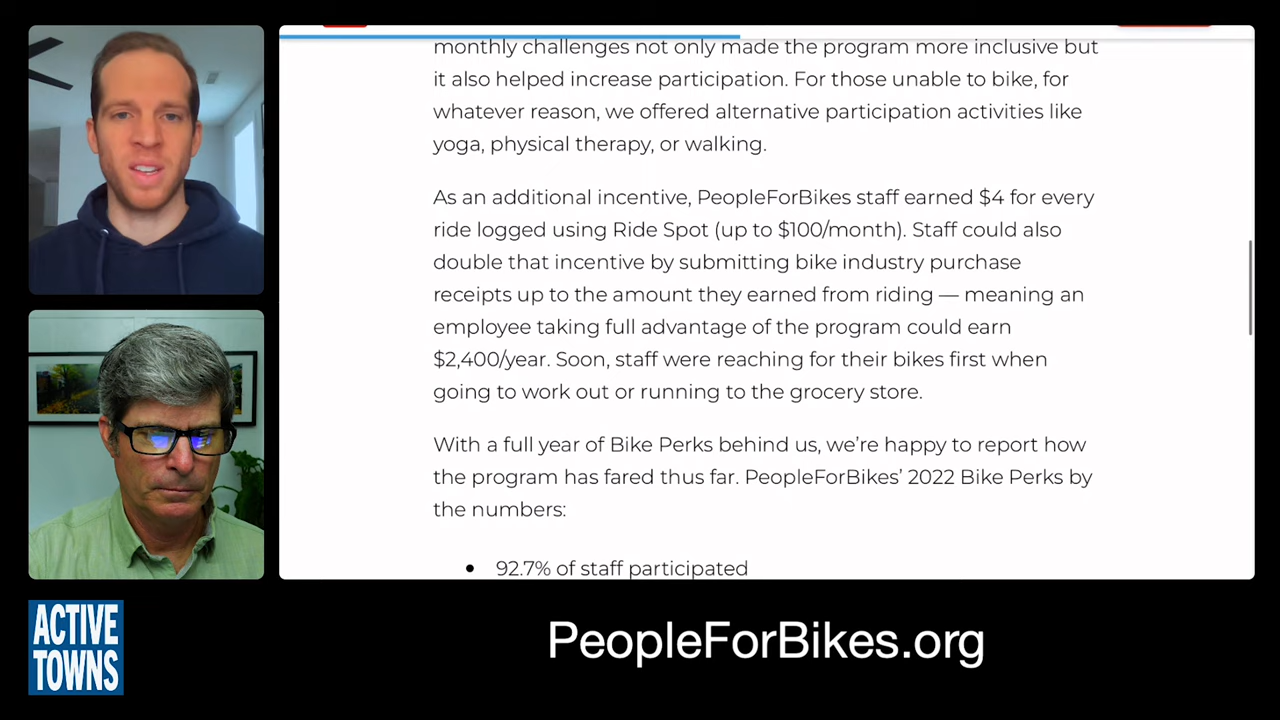 monthly challenges not only made the program more inclusive but
it also helped increase participation. For those unable to bike, for
whatever reason, we offered alternative participation activities like
yoga, physical therapy, or walking.
As an additional incentive, PeopleForBikes staff earned $4 for every
ride logged using Ride Spot (up to $100/month). Staff could also
double that incentive by submitting bike industry purchase
receipts up to the amount they earned from riding — meaning an
employee taking full advantage of the program could earn
$2,400/year. Soon, staff were reaching for their bikes first when
going to work out or running to the grocery store.
With a full year of Bike Perks behind us, we’re happy to report how
the program has fared thus far. PeopleForBikes’ 2022 Bike Perks by
the numbers:
• 92.7% of staff participated
ACTIVE
TOWNS
PeopleForBikes.org